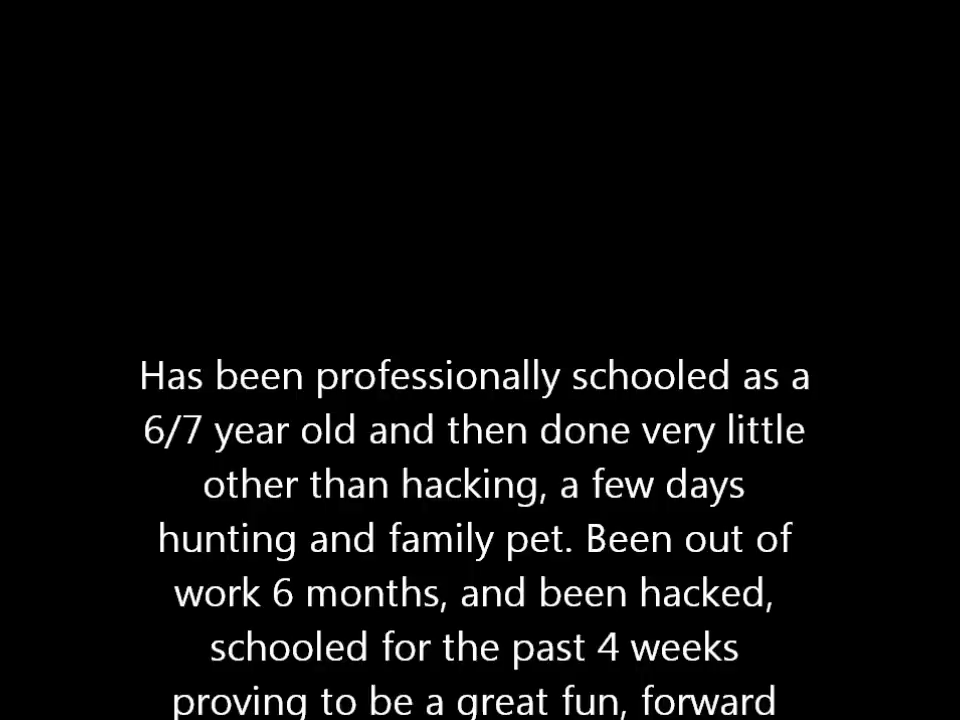 Has been professionally schooled as a
6/7 year old and then done very little
other than hacking, a few days
hunting and family pet. Been out of
work 6 months, and been hacked,
schooled for the past 4 weeks
proving to be a great fun, forward